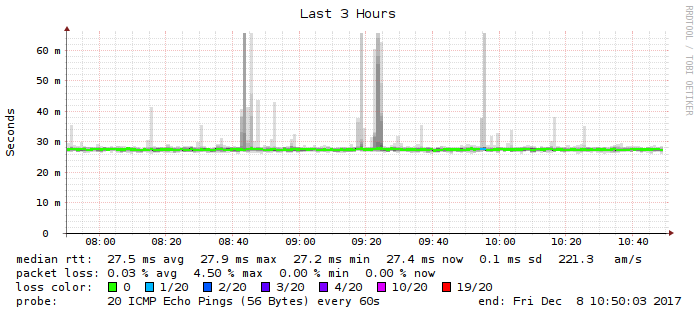 Last 3 Hours
RRDTOOL / TOBI OETIKER
Seconds
60 m
50 m
40 m
30 m
20 m
10 m
0
08:00 08:20 08:40 09:00 09:20 09:40 10:00 10:20 10:40
median rtt: 27.5 ms avg 27.9 ms max 27.2 ms min 27.4 ms now 0.1 ms sd 221.3 am/s
packet loss: 0.03 % avg 4.50 % max 0.00 % min 0.00 % now
loss color: 0 1/20 2/20 3/20 4/20 10/20 19/20
probe: 20 ICMP Echo Pings (56 Bytes) every 60s end: Fri Dec 8 10:50:03 2017